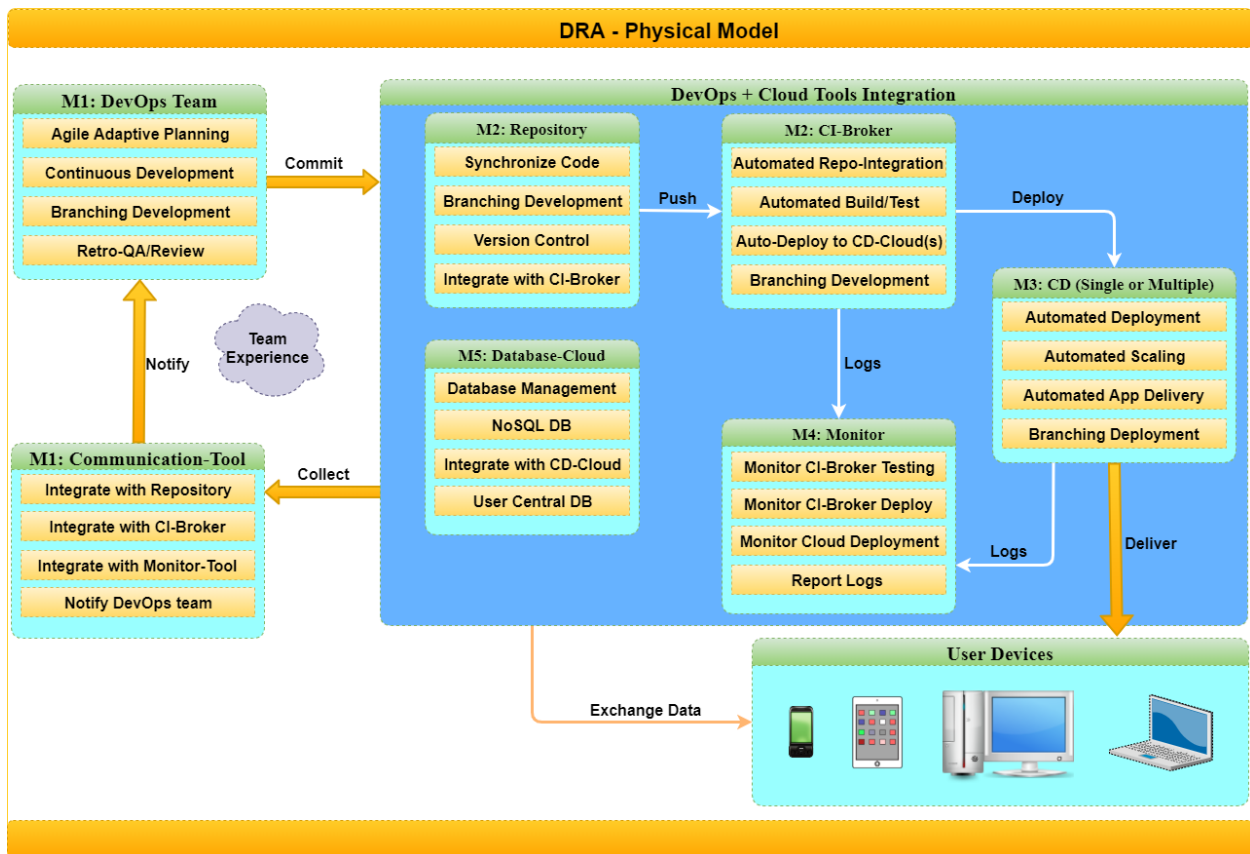 DRA - Physical Model
M1: DevOps Team
Agile Adaptive Planning
Continuous Development
Branching Development
Retro-QA/Review
Commit
DevOps + Cloud Tools Integration
M2: Repository
Synchronize Code
Branching Development
Version Control
Integrate with CI-Broker
Push
M2: CI-Broker
Automated Repo-Integration
Automated Build/Test
Auto-Deploy to CD-Cloud(s)
Branching Development
Deploy
M3: CD (Single or Multiple)
Automated Deployment
Automated Scaling
Automated App Delivery
Branching Deployment
Notify
Team
Experience
M5: Database-Cloud
Database Management
NoSQL DB
Integrate with CD-Cloud
User Central DB
Logs
M4: Monitor
Monitor CI-Broker Testing
Monitor CI-Broker Deploy
Monitor Cloud Deployment
Report Logs
Logs
Deliver
M1: Communication-Tool
Integrate with Repository
Integrate with CI-Broker
Integrate with Monitor-Tool
Notify DevOps team
Collect
Exchange Data
User Devices